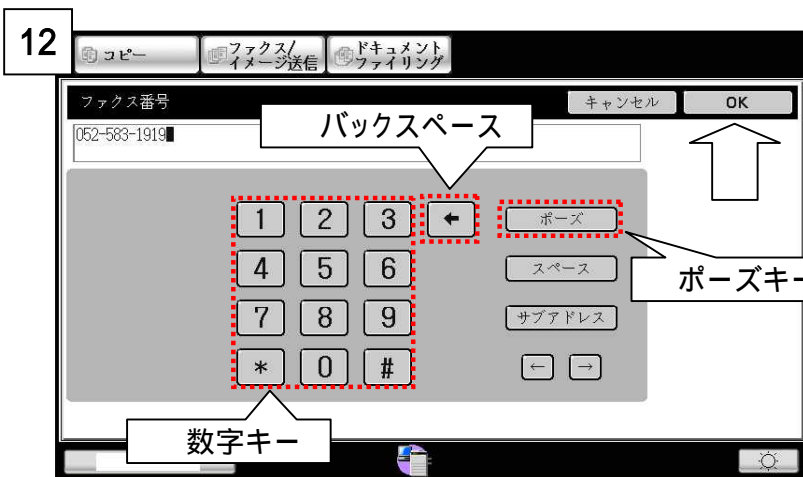 12
コピー
ファクス/
イメージ送信
ドキュメント
ファイリング
ファクス番号
キャンセル
OK
052-583-1919
バックスペース
1 2 3 ← ポーズ
ポーズキー
4 5 6 スペース
7 8 9 サブアドレス
* 0 # ← →
数字キー